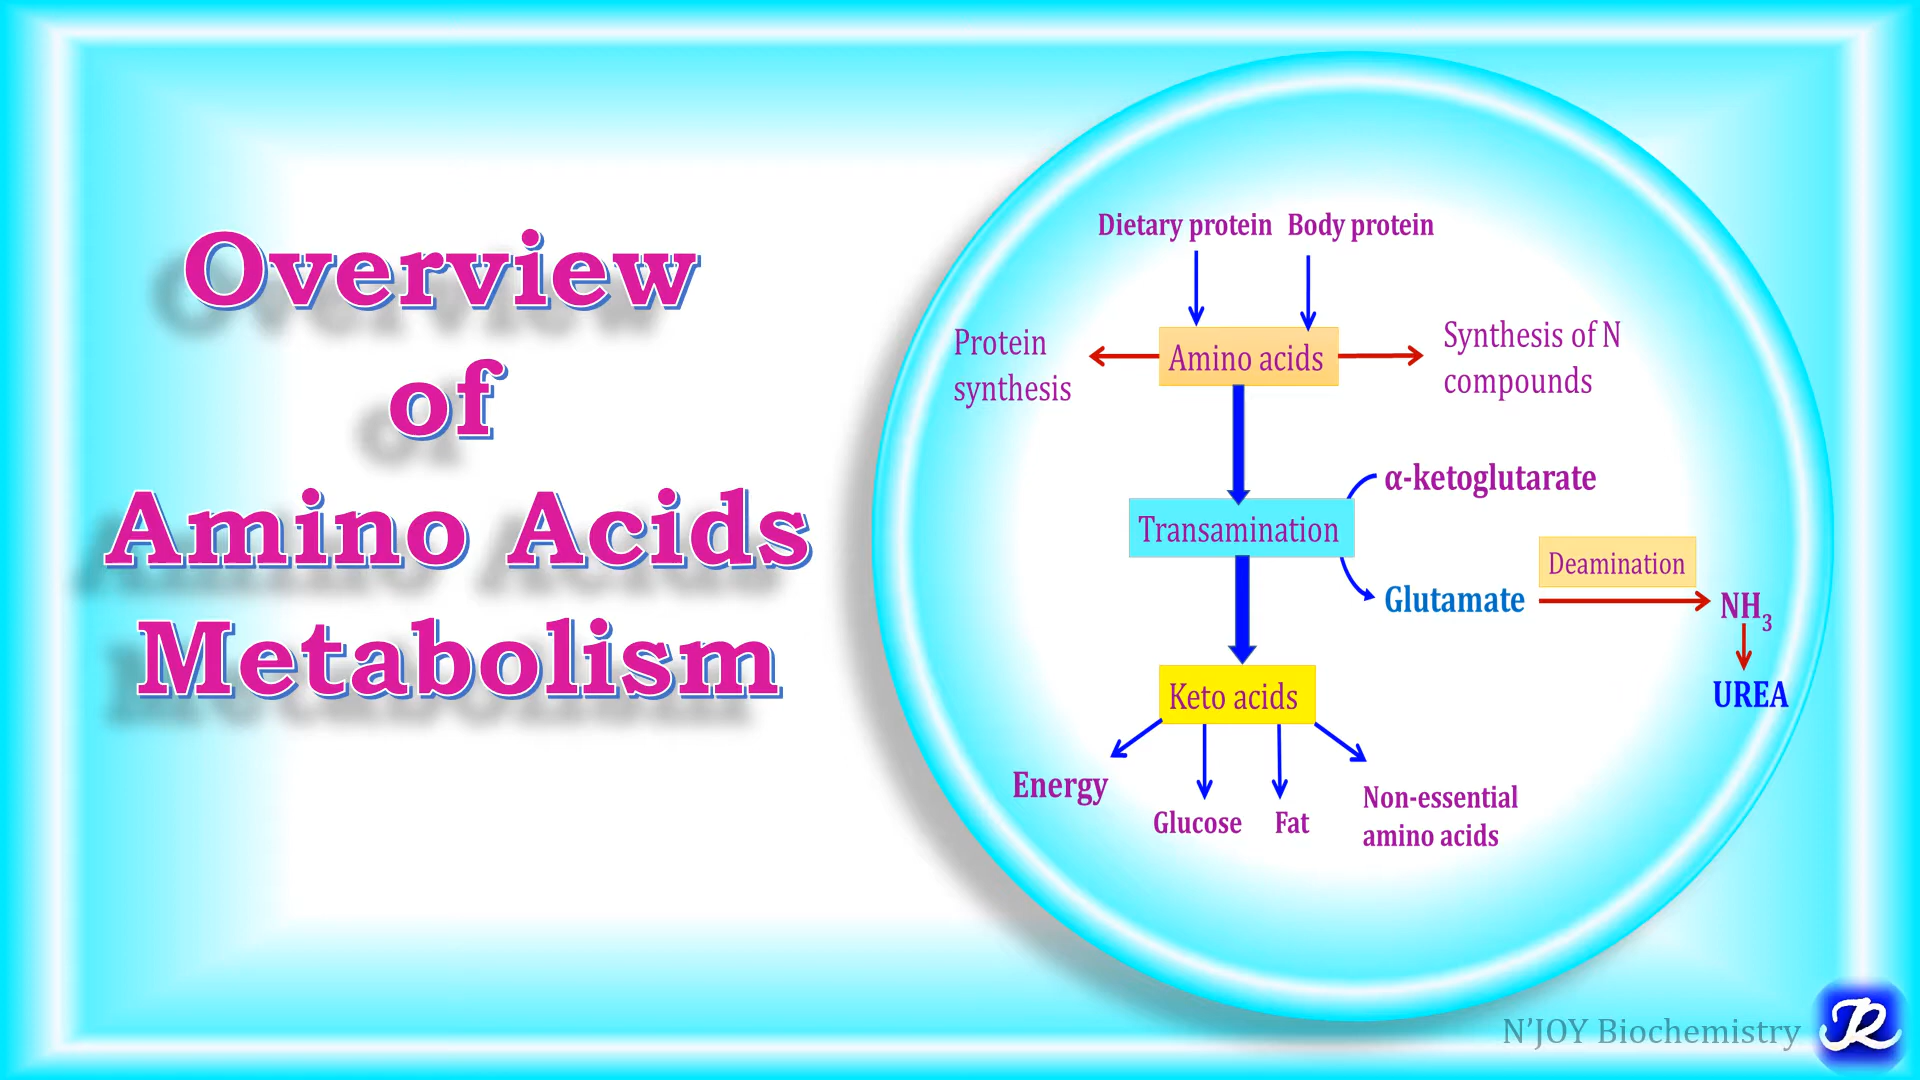 Overview
of
Amino Acids
Metabolism
Dietary protein Body protein
Protein
synthesis
Amino acids
Synthesis of N
compounds
α-ketoglutarate
Transamination
Deamination
Glutamate
NH₃
UREA
Keto acids
Energy
Glucose
Fat
Non-essential
amino acids
N'JOY Biochemistry
JR